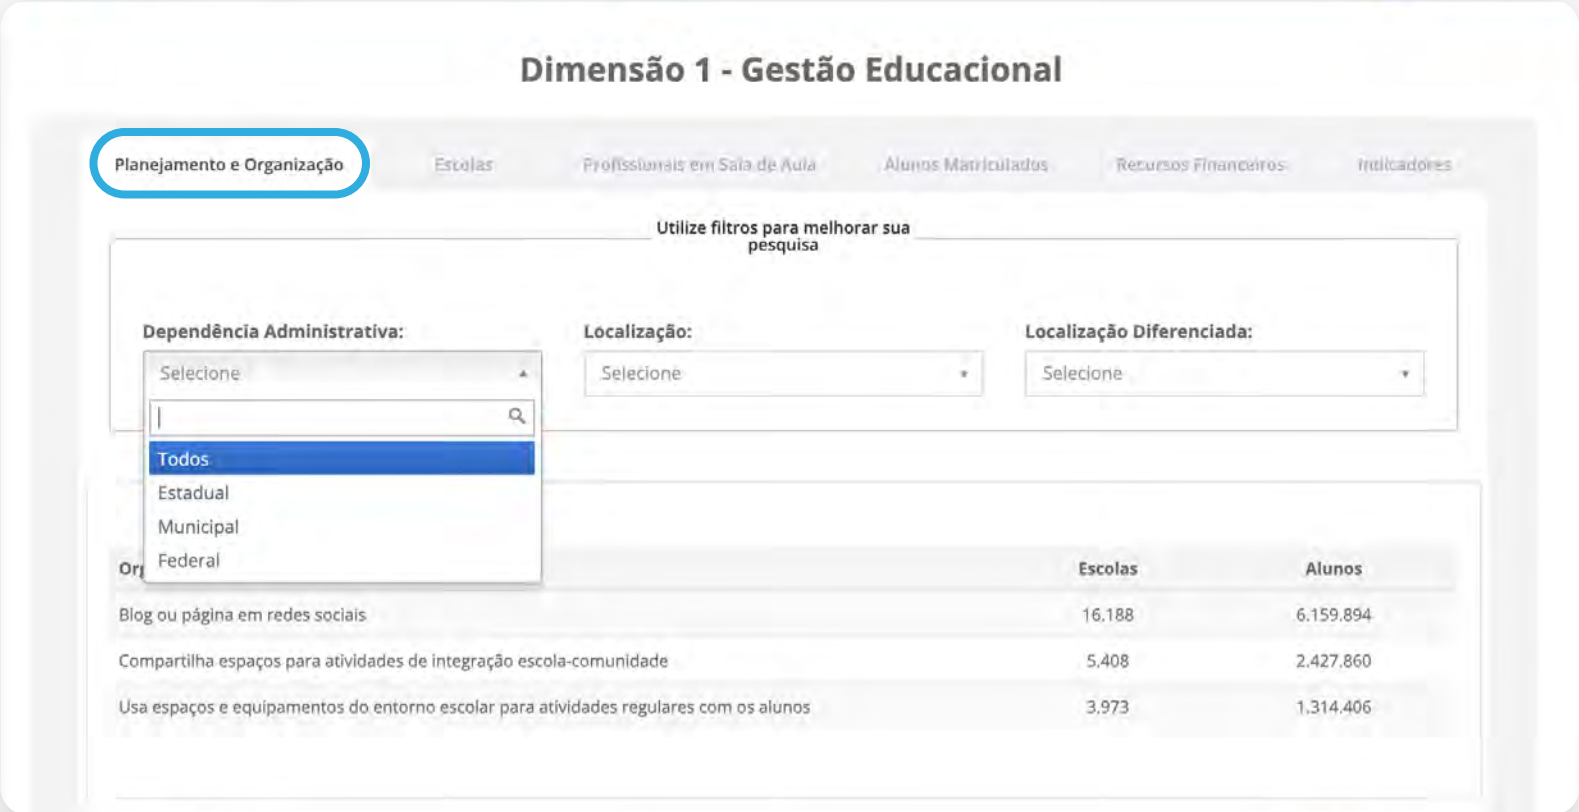 Dimensão 1 - Gestão Educacional
Planejamento e Organização Escolas Profissionais em Sala de Aula Alunos Matriculados Recursos Financeiros Indicadores
Utilize filtros para melhorar sua
pesquisa
Dependência Administrativa: Localização: Localização Diferenciada:
Selecione Selecione Selecione
Todos
Estadual
Municipal
Federal
Escolas Alunos
Blog ou página em redes sociais 16.188 6.159.894
Compartilha espaços para atividades de integração escola-comunidade 5.408 2.427.860
Usa espaços e equipamentos do entorno escolar para atividades regulares com os alunos 3.973 1.314.406